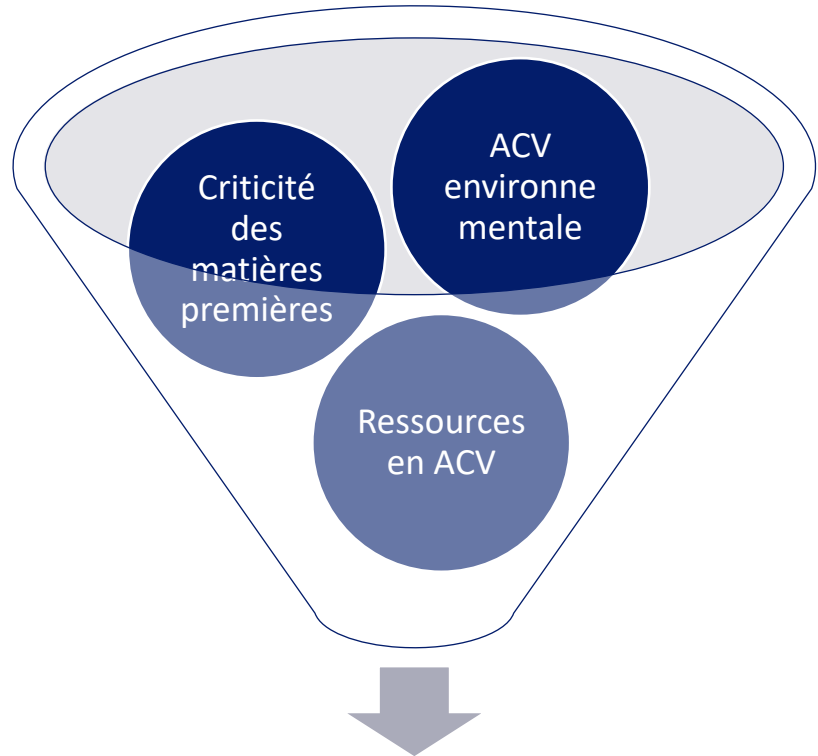 Criticité
des
matières
premières
ACV
environne
mentale
Ressources
en ACV